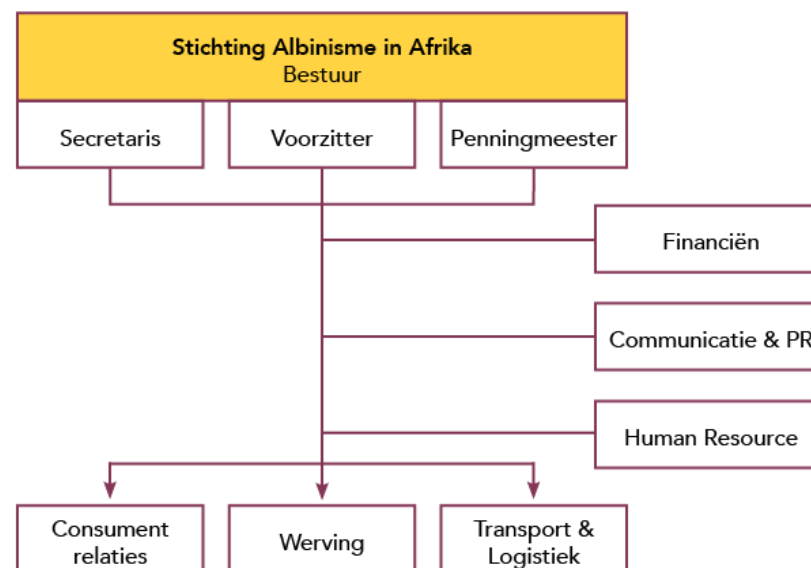 Stichting Albinisme in Afrika
Bestuur
Secretaris
Voorzitter
Penningmeester
Financiën
Communicatie & PR
Human Resource
Consument
relaties
Werving
Transport &
Logistiek